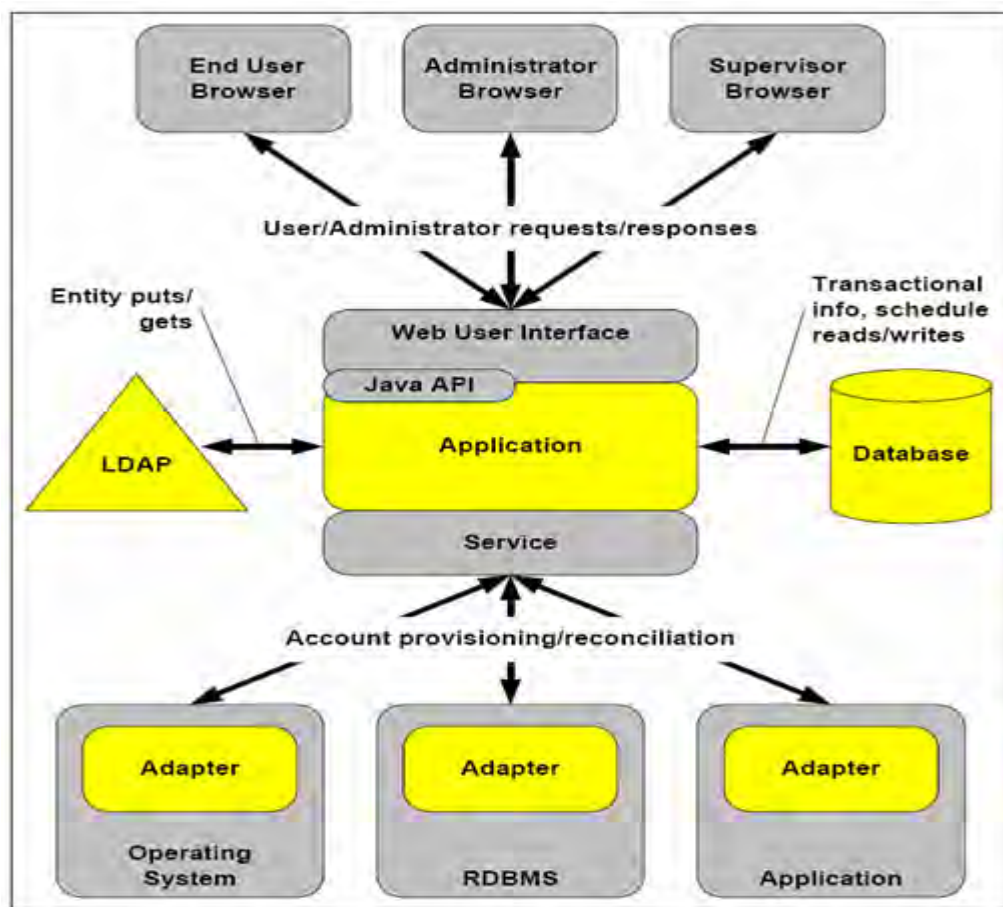 End User
Browser
Administrator
Browser
Supervisor
Browser
User/Administrator requests/responses
Entity puts/
gets
Transactional
info, schedule
reads/writes
Web User Interface
Java API
Application
LDAP
Database
Service
Account provisioning/reconciliation
Adapter
Operating
System
Adapter
RDBMS
Adapter
Application